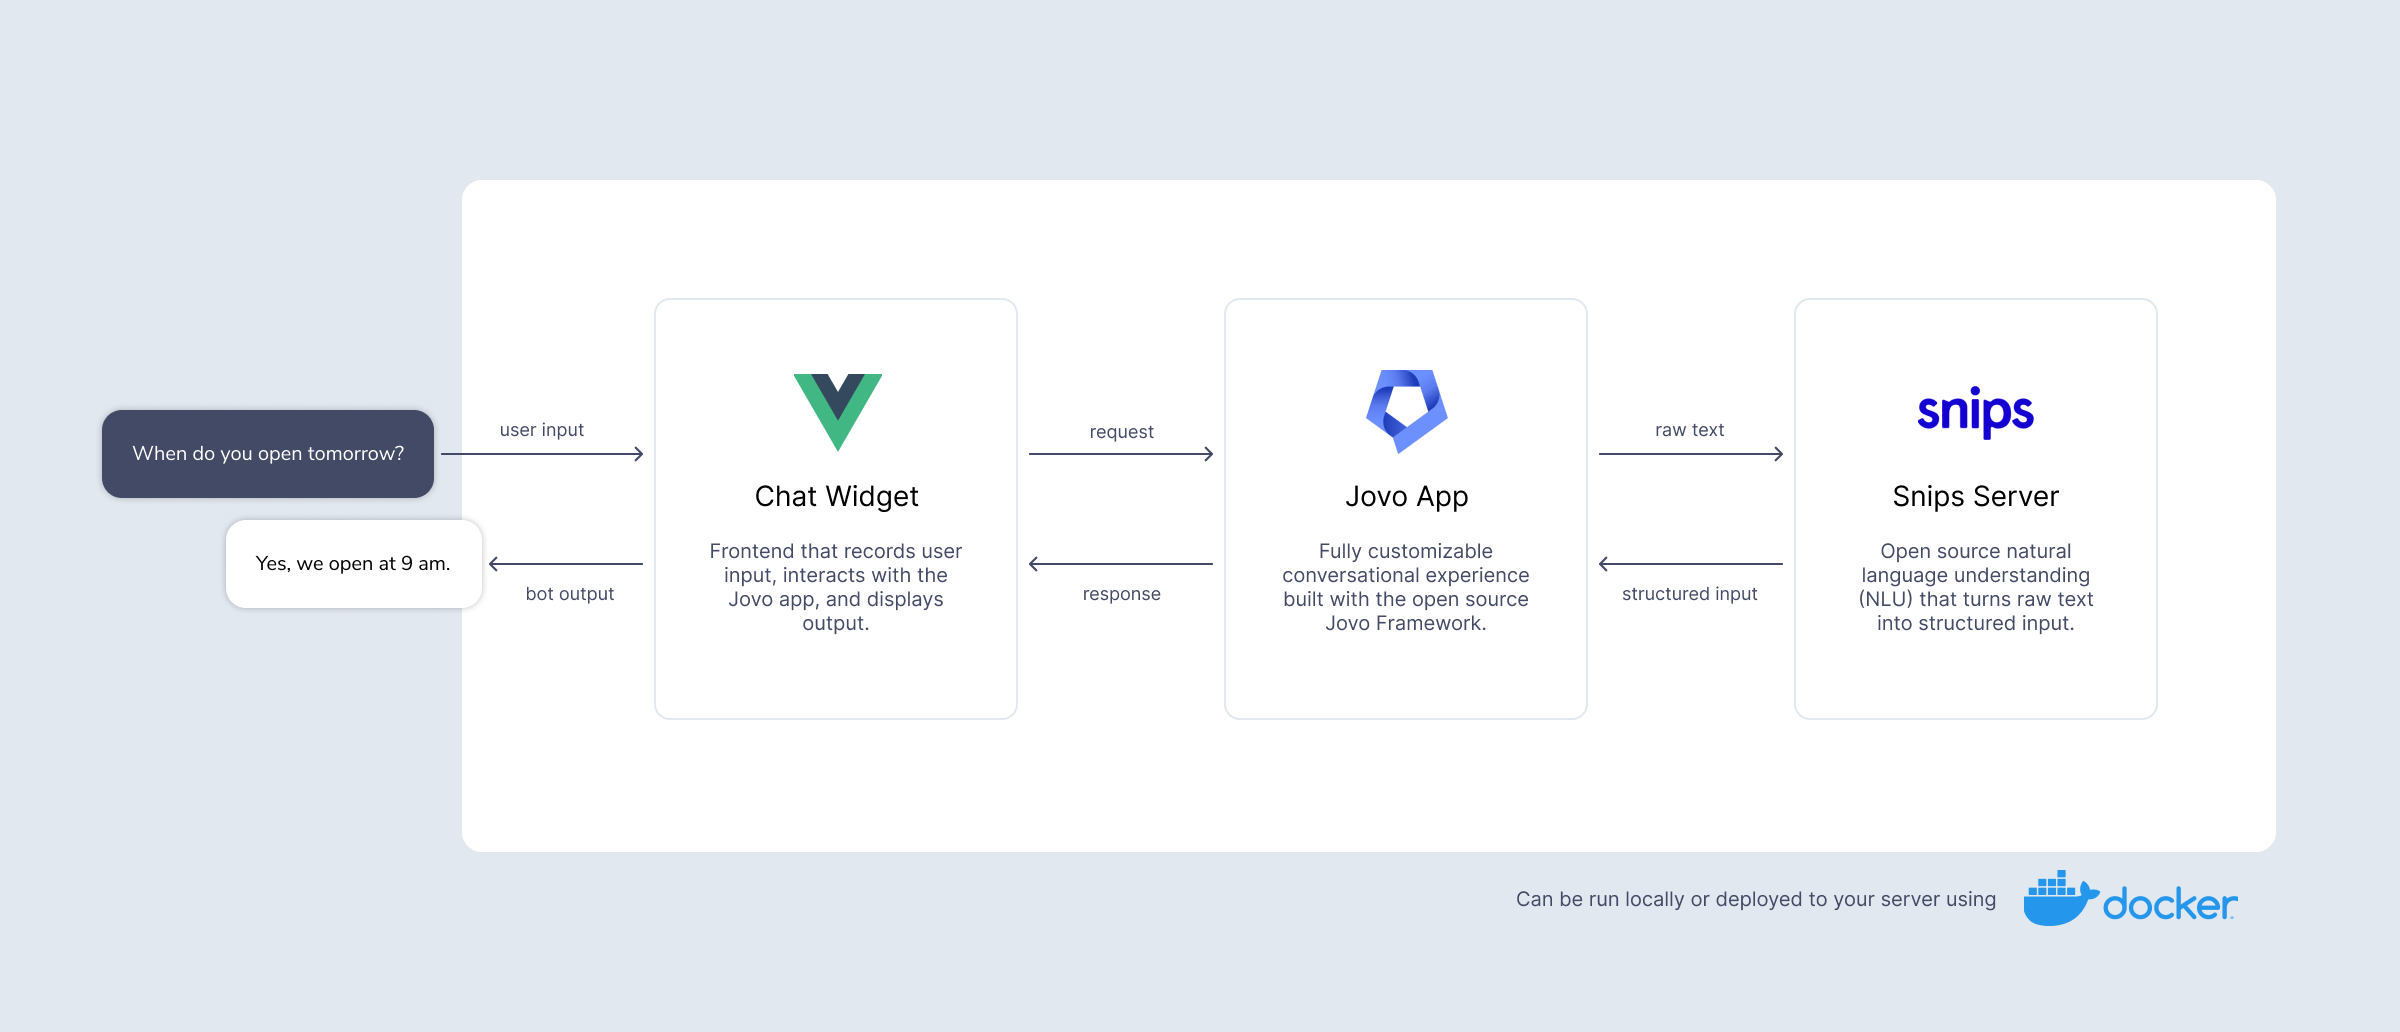 When do you open tomorrow?
Yes, we open at 9 am.
user input
bot output
Chat Widget
Frontend that records user
input, interacts with the
Jovo app, and displays
output.
request
response
Jovo App
Fully customizable
conversational experience
built with the open source
Jovo Framework.
raw text
structured input
snips
Snips Server
Open source natural
language understanding
(NLU) that turns raw text
into structured input.
Can be run locally or deployed to your server using
docker